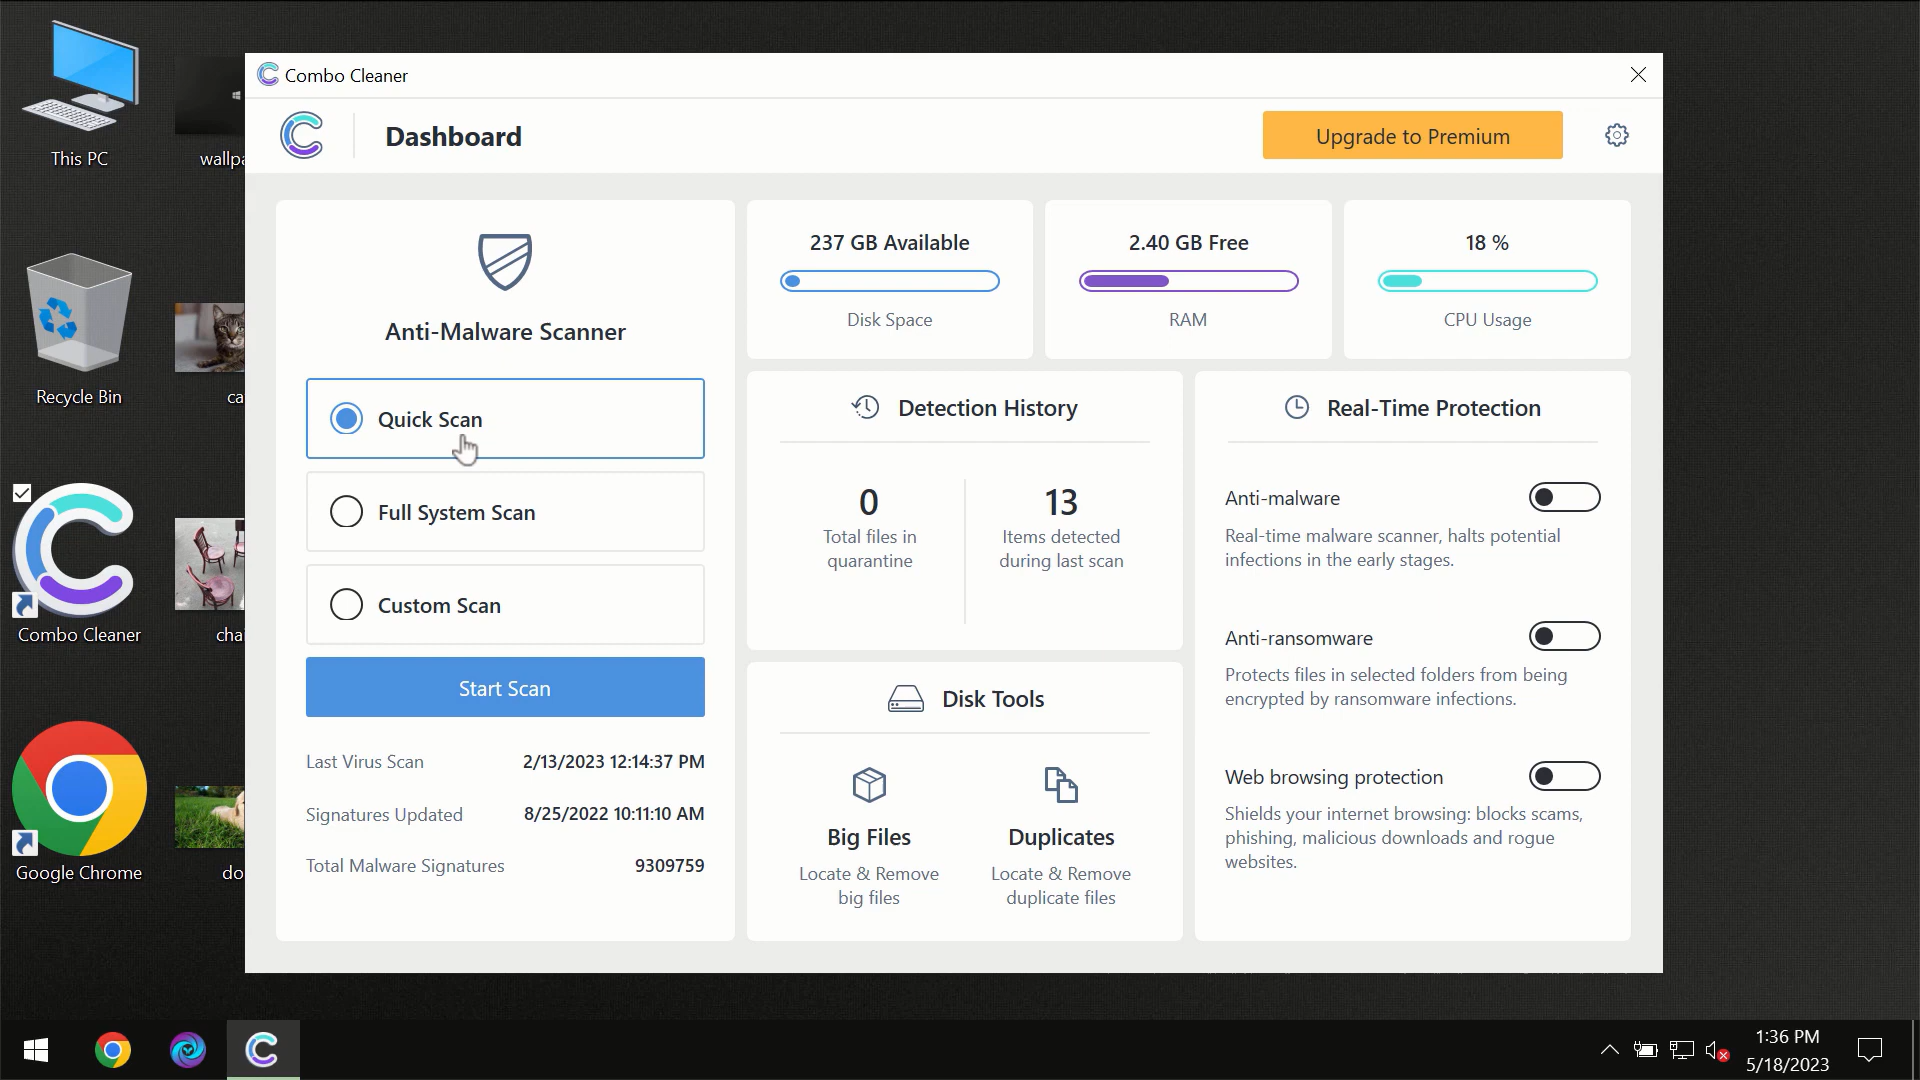 This PC
wallpa
Recycle Bin
ca
Combo Cleaner
chai
Google Chrome
do
Combo Cleaner
Dashboard
Upgrade to Premium
Anti-Malware Scanner
Quick Scan
Full System Scan
Custom Scan
Start Scan
Last Virus Scan 2/13/2023 12:14:37 PM
Signatures Updated 8/25/2022 10:11:10 AM
Total Malware Signatures 9309759
237 GB Available
Disk Space
2.40 GB Free
RAM
18 %
CPU Usage
Detection History
0
Total files in
quarantine
13
Items detected
during last scan
Disk Tools
Big Files
Locate & Remove
big files
Duplicates
Locate & Remove
duplicate files
Real-Time Protection
Anti-malware
Real-time malware scanner, halts potential
infections in the early stages.
Anti-ransomware
Protects files in selected folders from being
encrypted by ransomware infections.
Web browsing protection
Shields your internet browsing: blocks scams,
phishing, malicious downloads and rogue
websites.
1:36 PM
5/18/2023